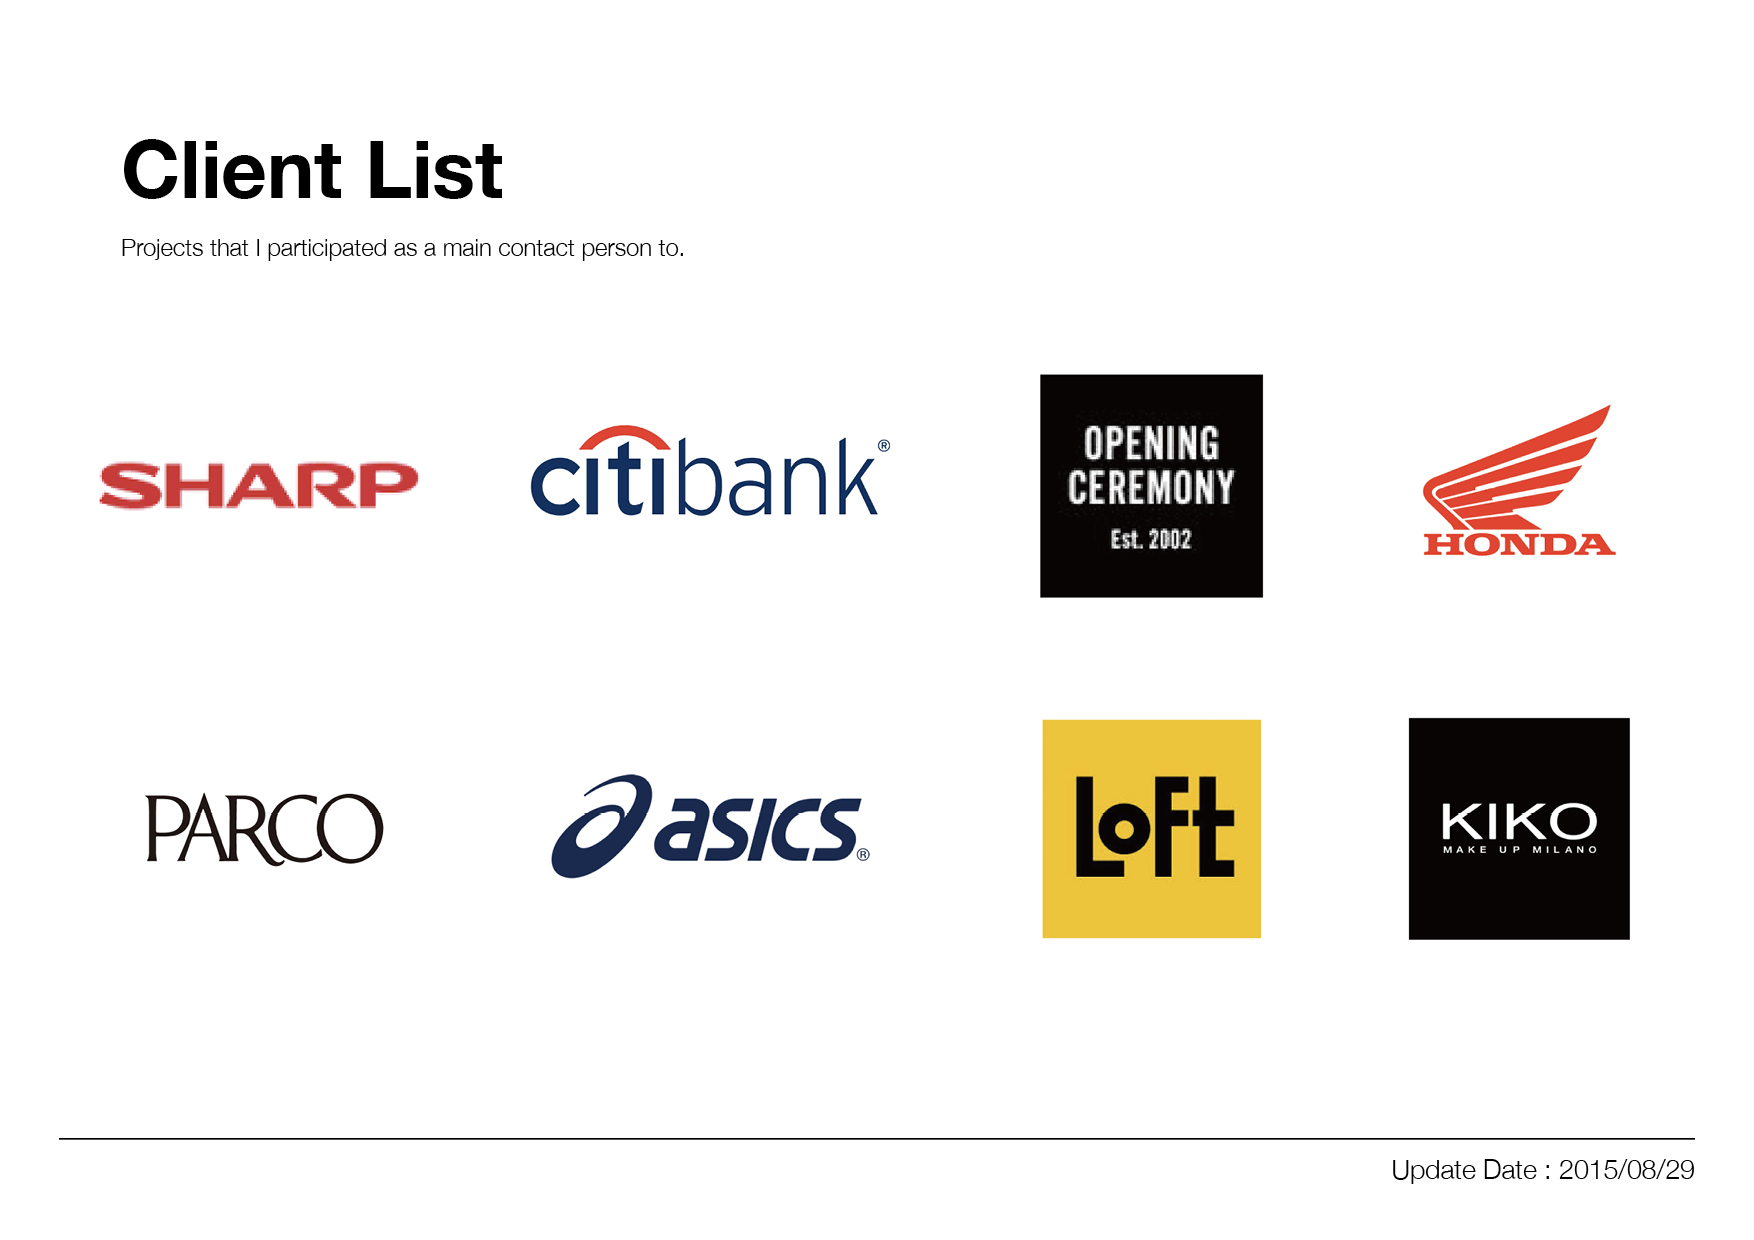 Client List
Projects that I participated as a main contact person to.
SHARP
citibank®
OPENING
CEREMONY
Est. 2002
HONDA
PARCO
asics®
LoFt
KIKO
MAKE UP MILANO
Update Date : 2015/08/29